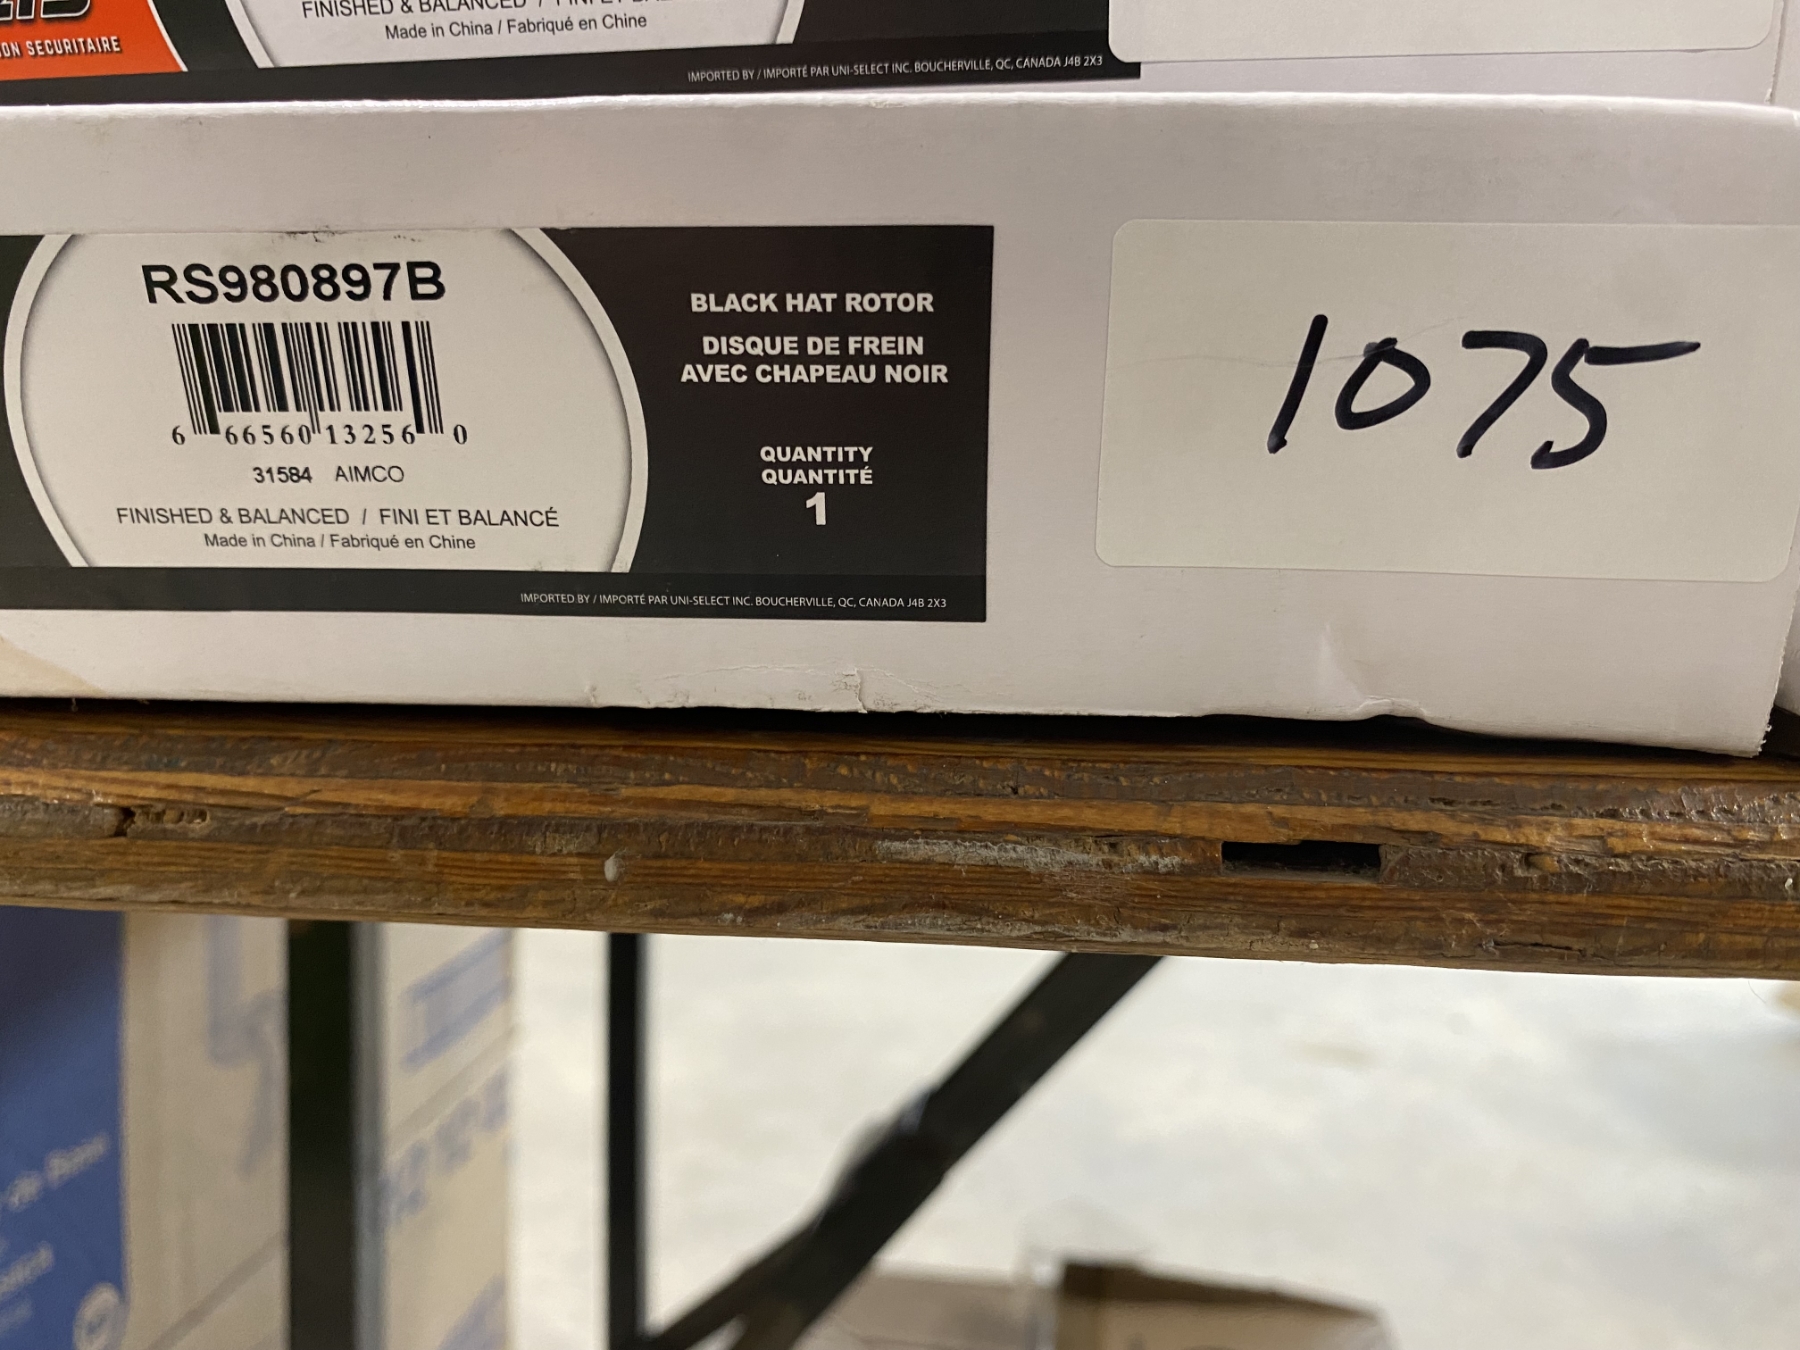 ON SECURITAIRE
FINISHED & BALANCED /
Made in China / Fabriqué en Chine
IMPORTED BY / IMPORTÉ PAR UNI-SELECT INC. BOUCHERVILLE, QC, CANADA J4B 2X3
RS980897B
6 66560 13256 0
31584 AIMCO
FINISHED & BALANCED / FINI ET BALANCÉ
Made in China / Fabriqué en Chine
BLACK HAT ROTOR
DISQUE DE FREIN
AVEC CHAPEAU NOIR
QUANTITY
QUANTITÉ
1
IMPORTED BY / IMPORTÉ PAR UNI-SELECT INC. BOUCHERVILLE, QC, CANADA J4B 2X3
1075